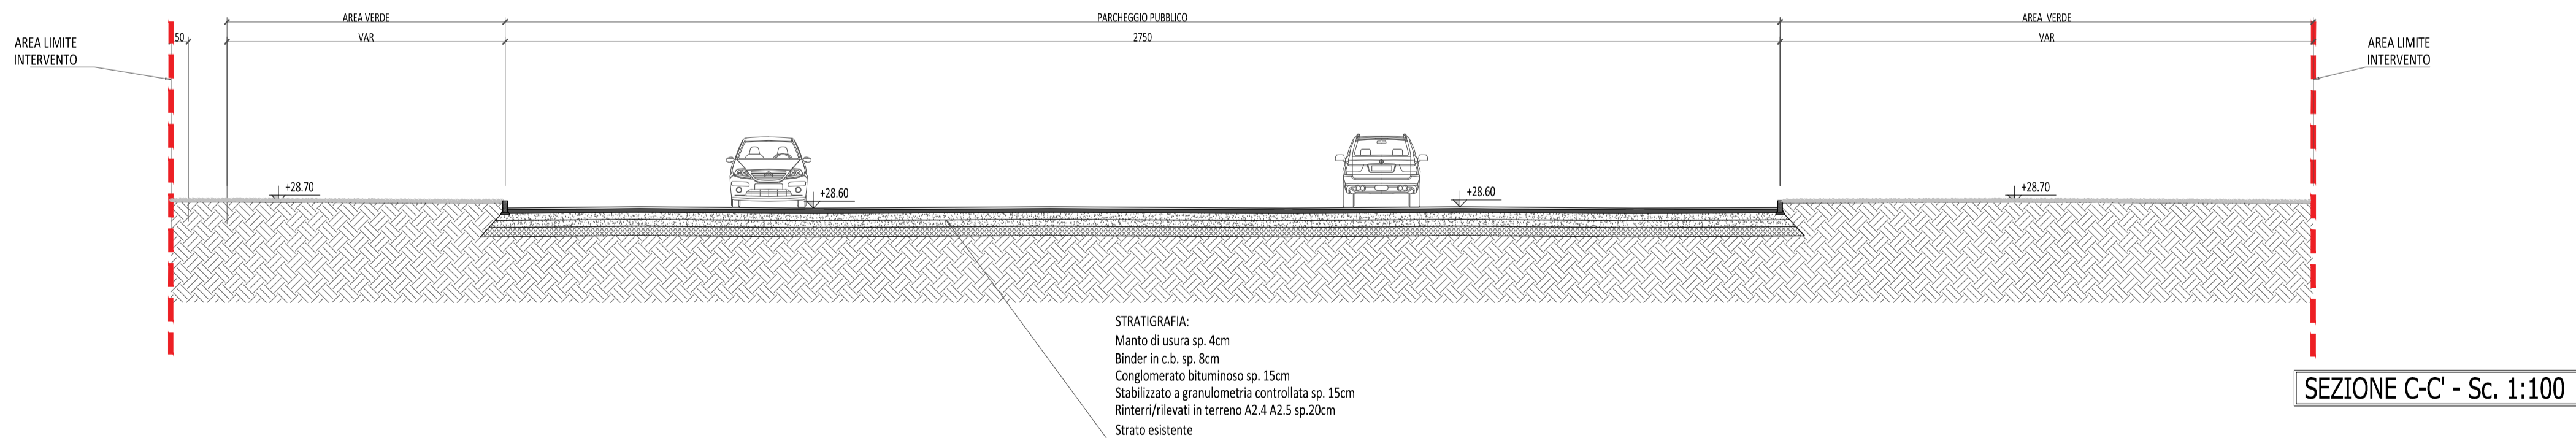 AREA VERDE
PARCHEGGIO PUBBLICO
AREA VERDE
50
VAR
2750
VAR
AREA LIMITE
INTERVENTO
AREA LIMITE
INTERVENTO
+28.70
+28.60
+28.60
+28.70
STRATIGRAFIA:
Manto di usura sp. 4cm
Binder in c.b. sp. 8cm
Conglomerato bituminoso sp. 15cm
Stabilizzato a granulometria controllata sp. 15cm
Rinterri/rilevati in terreno A2.4 A2.5 sp.20cm
Strato esistente
SEZIONE C-C' - Sc. 1:100